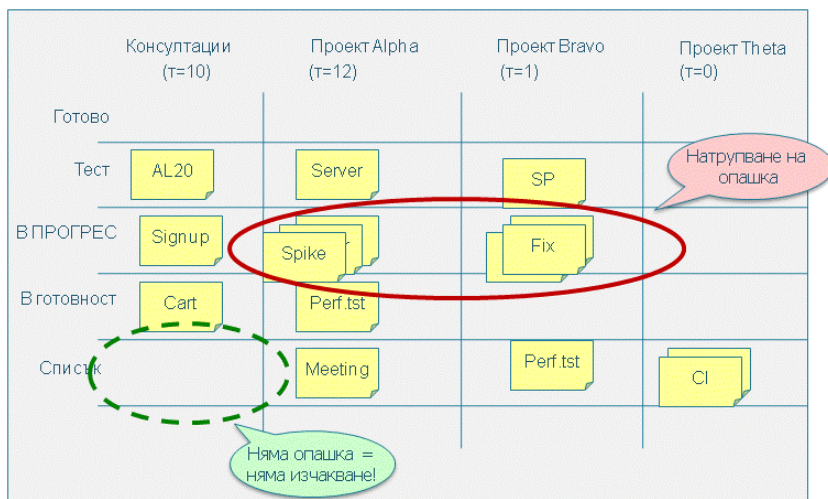 Консултации
(т=10)
Проект Alpha
(т=12)
Проект Bravo
(т=1)
Проект Theta
(т=0)
Готово
Тест
AL20
Server
SP
Натрупване на
опашка
В ПРОГРЕС
Signup
Spike
Fix
В готовност
Cart
Perf.tst
Списък
Meeting
Perf.tst
CI
Няма опашка =
няма изчакване!